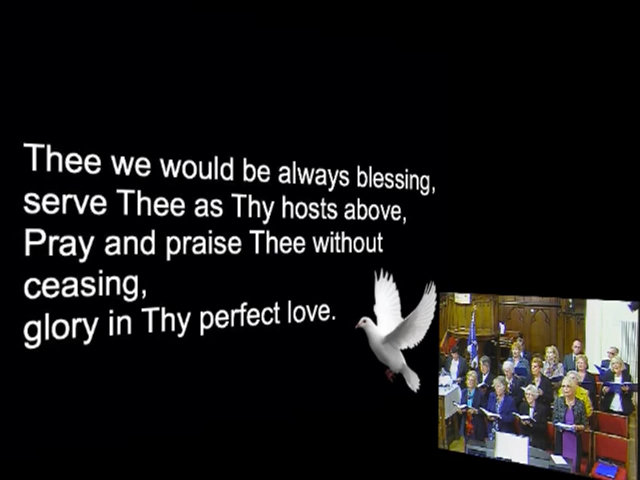 Thee we would be always blessing,
serve Thee as Thy hosts above,
Pray and praise Thee without
ceasing,
glory in Thy perfect love.